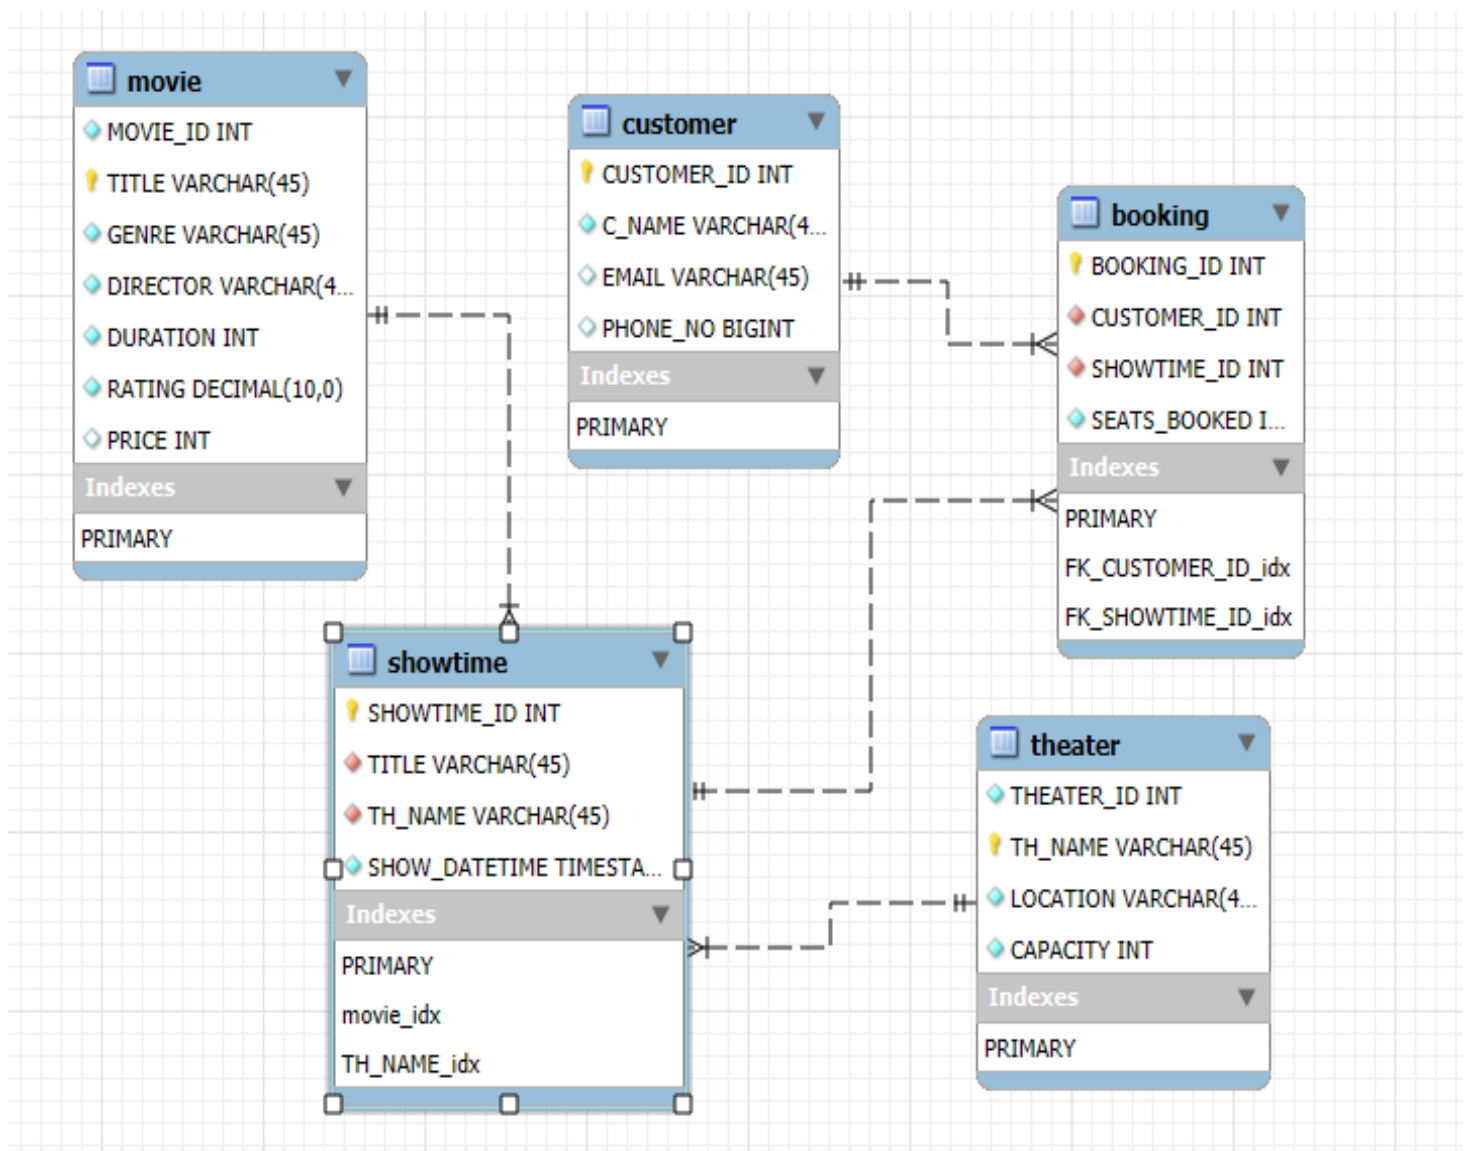 movie
MOVIE_ID INT
TITLE VARCHAR(45)
GENRE VARCHAR(45)
DIRECTOR VARCHAR(4...
DURATION INT
RATING DECIMAL(10,0)
PRICE INT
Indexes
PRIMARY
customer
CUSTOMER_ID INT
C_NAME VARCHAR(4...
EMAIL VARCHAR(45)
PHONE_NO BIGINT
Indexes
PRIMARY
booking
BOOKING_ID INT
CUSTOMER_ID INT
SHOWTIME_ID INT
SEATS_BOOKED I...
Indexes
PRIMARY
FK_CUSTOMER_ID_idx
FK_SHOWTIME_ID_idx
showtime
SHOWTIME_ID INT
TITLE VARCHAR(45)
TH_NAME VARCHAR(45)
SHOW_DATETIME TIMESTA...
Indexes
PRIMARY
movie_idx
TH_NAME_idx
theater
THEATER_ID INT
TH_NAME VARCHAR(45)
LOCATION VARCHAR(4...
CAPACITY INT
Indexes
PRIMARY